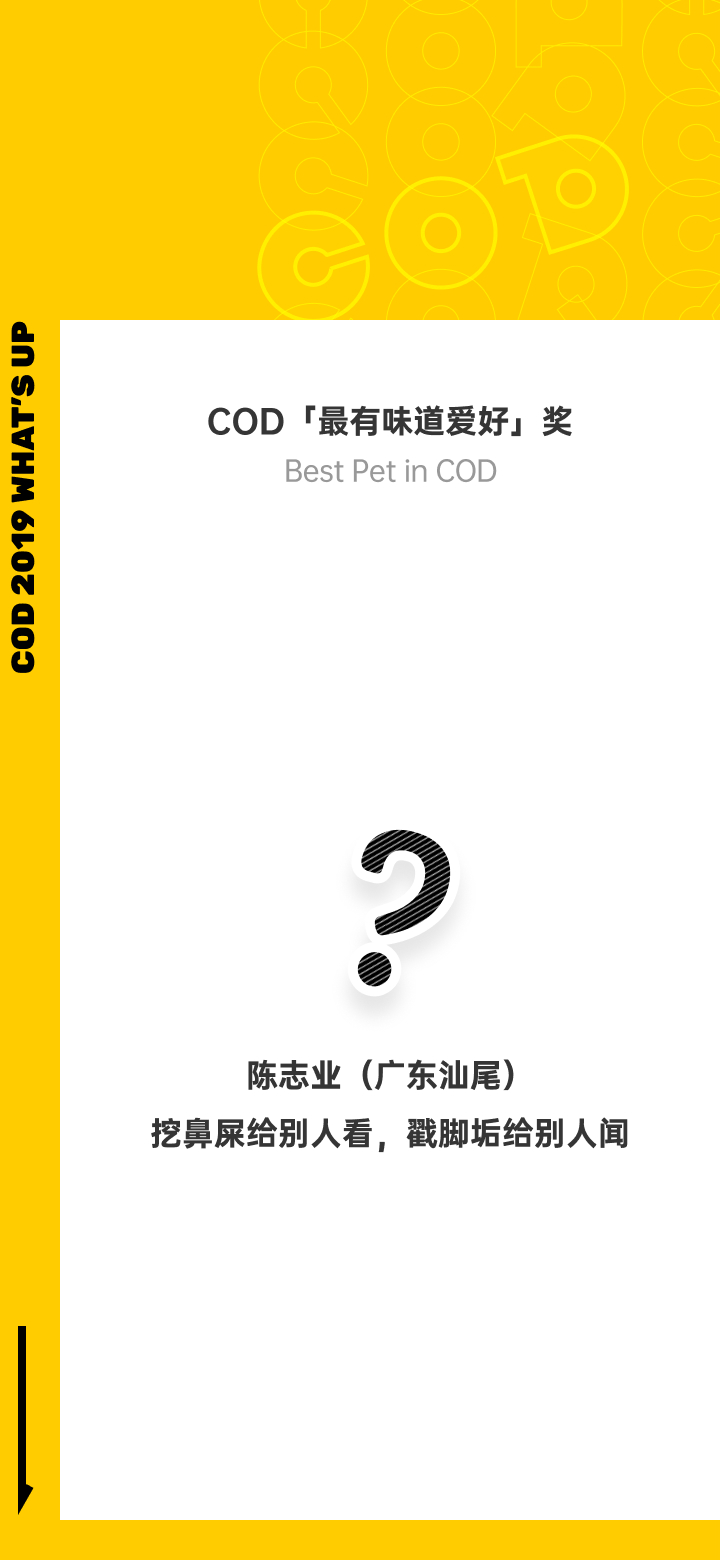 COD
COD 2019 WHAT'S UP
COD「最有味道爱好」奖
Best Pet in COD
?
陈志业（广东汕尾）
挖鼻屎给别人看，戳脚垢给别人闻